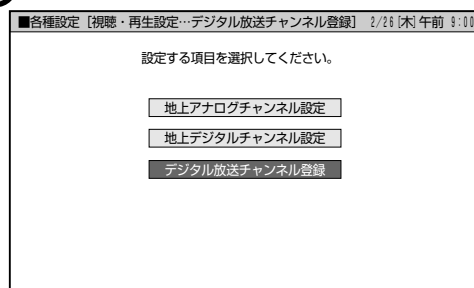 ■各種設定［視聴・再生設定…デジタル放送チャンネル登録］ 2/26[木]午前 9:00
設定する項目を選択してください。
地上アナログチャンネル設定
地上デジタルチャンネル設定
デジタル放送チャンネル登録